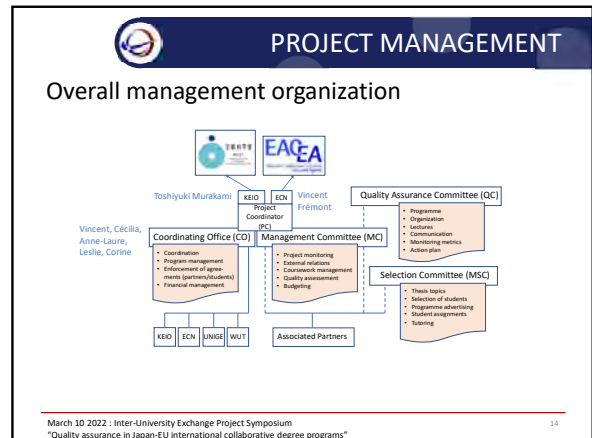 PROJECT MANAGEMENT
Overall management organization
EACEA
Toshiyuki Murakami
KEIO
ECN
Vincent
Frémont
Project
Coordinator
(PC)
Quality Assurance Committee (QC)
• Programme
• Organization
• Lectures
• Communication
• Monitoring metrics
• Action plan
Vincent, Cécilia,
Anne-Laure,
Leslie, Corine
Coordinating Office (CO)
• Coordination
• Program management
• Enforcement of agree-
ments (partners/students)
• Financial management
Management Committee (MC)
• Project monitoring
• External relations
• Coursework management
• Quality assessement
• Budgeting
Selection Committee (MSC)
• Thesis topics
• Selection of students
• Programme advertising
• Student assignments
• Tutoring
KEIO
ECN
UNIGE
WUT
Associated Partners
March 10 2022 : Inter-University Exchange Project Symposium
"Quality assurance in Japan-EU international collaborative degree programs"
14